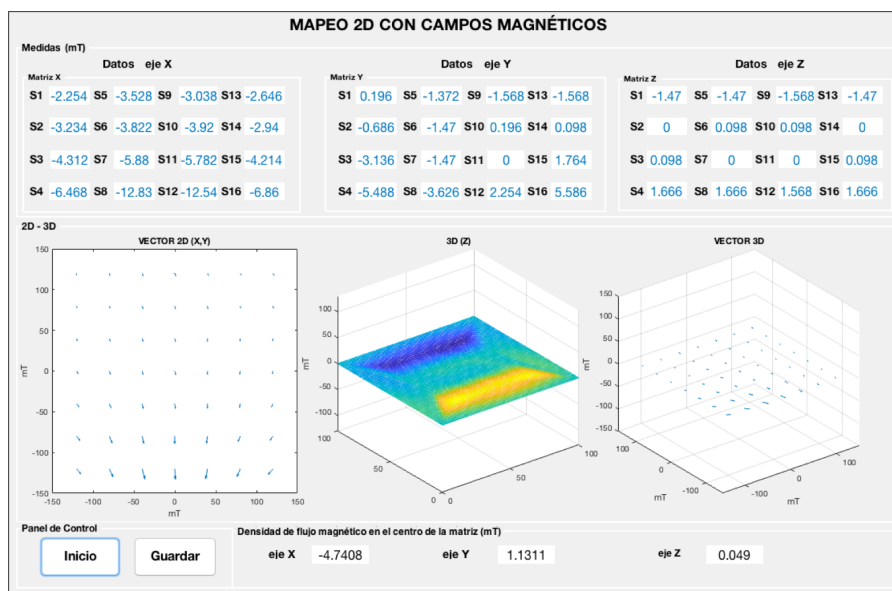 MAPEO 2D CON CAMPOS MAGNÉTICOS
Medidas (mT)
Datos eje X
Datos eje Y
Datos eje Z
Matriz X
Matriz Y
Matriz Z
S1 -2.254 S5 -3.528 S9 -3.038 S13 -2.646
S1 0.196 S5 -1.372 S9 -1.568 S13 -1.568
S1 -1.47 S5 -1.47 S9 -1.568 S13 -1.47
S2 -3.234 S6 -3.822 S10 -3.92 S14 -2.94
S2 -0.686 S6 -1.47 S10 0.196 S14 0.098
S2 0 S6 0.098 S10 0.098 S14 0
S3 -4.312 S7 -5.88 S11 -5.782 S15 -4.214
S3 -3.136 S7 -1.47 S11 0 S15 1.764
S3 0.098 S7 0 S11 0 S15 0.098
S4 -6.468 S8 -12.83 S12 -12.54 S16 -6.86
S4 -5.488 S8 -3.626 S12 2.254 S16 5.586
S4 1.666 S8 1.666 S12 1.568 S16 1.666
2D - 3D
VECTOR 2D (X,Y)
150
100
50
0
-50
-100
-150
mT
-150 -100 -50 0 50 100 150
mT
3D (Z)
100
50
0
-50
-100
mT
100
50
0
0
50
100
VECTOR 3D
150
100
50
0
-50
-100
-150
mT
100
0
-100
mT
-100
0
100
mT
Panel de Control
Inicio
Guardar
Densidad de flujo magnético en el centro de la matriz (mT)
eje X -4.7408
eje Y 1.1311
eje Z 0.049